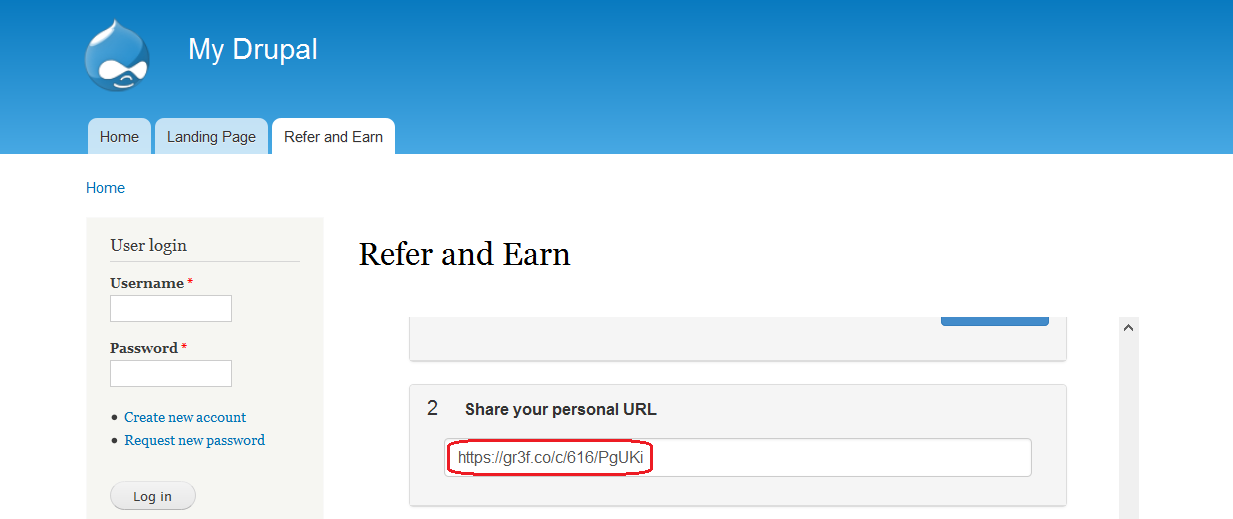 My Drupal
Home Landing Page Refer and Earn
Home
User login
Username *
Password *
• Create new account
• Request new password
Log in
Refer and Earn
2 Share your personal URL
https://gr3f.co/c/616/PgUKi